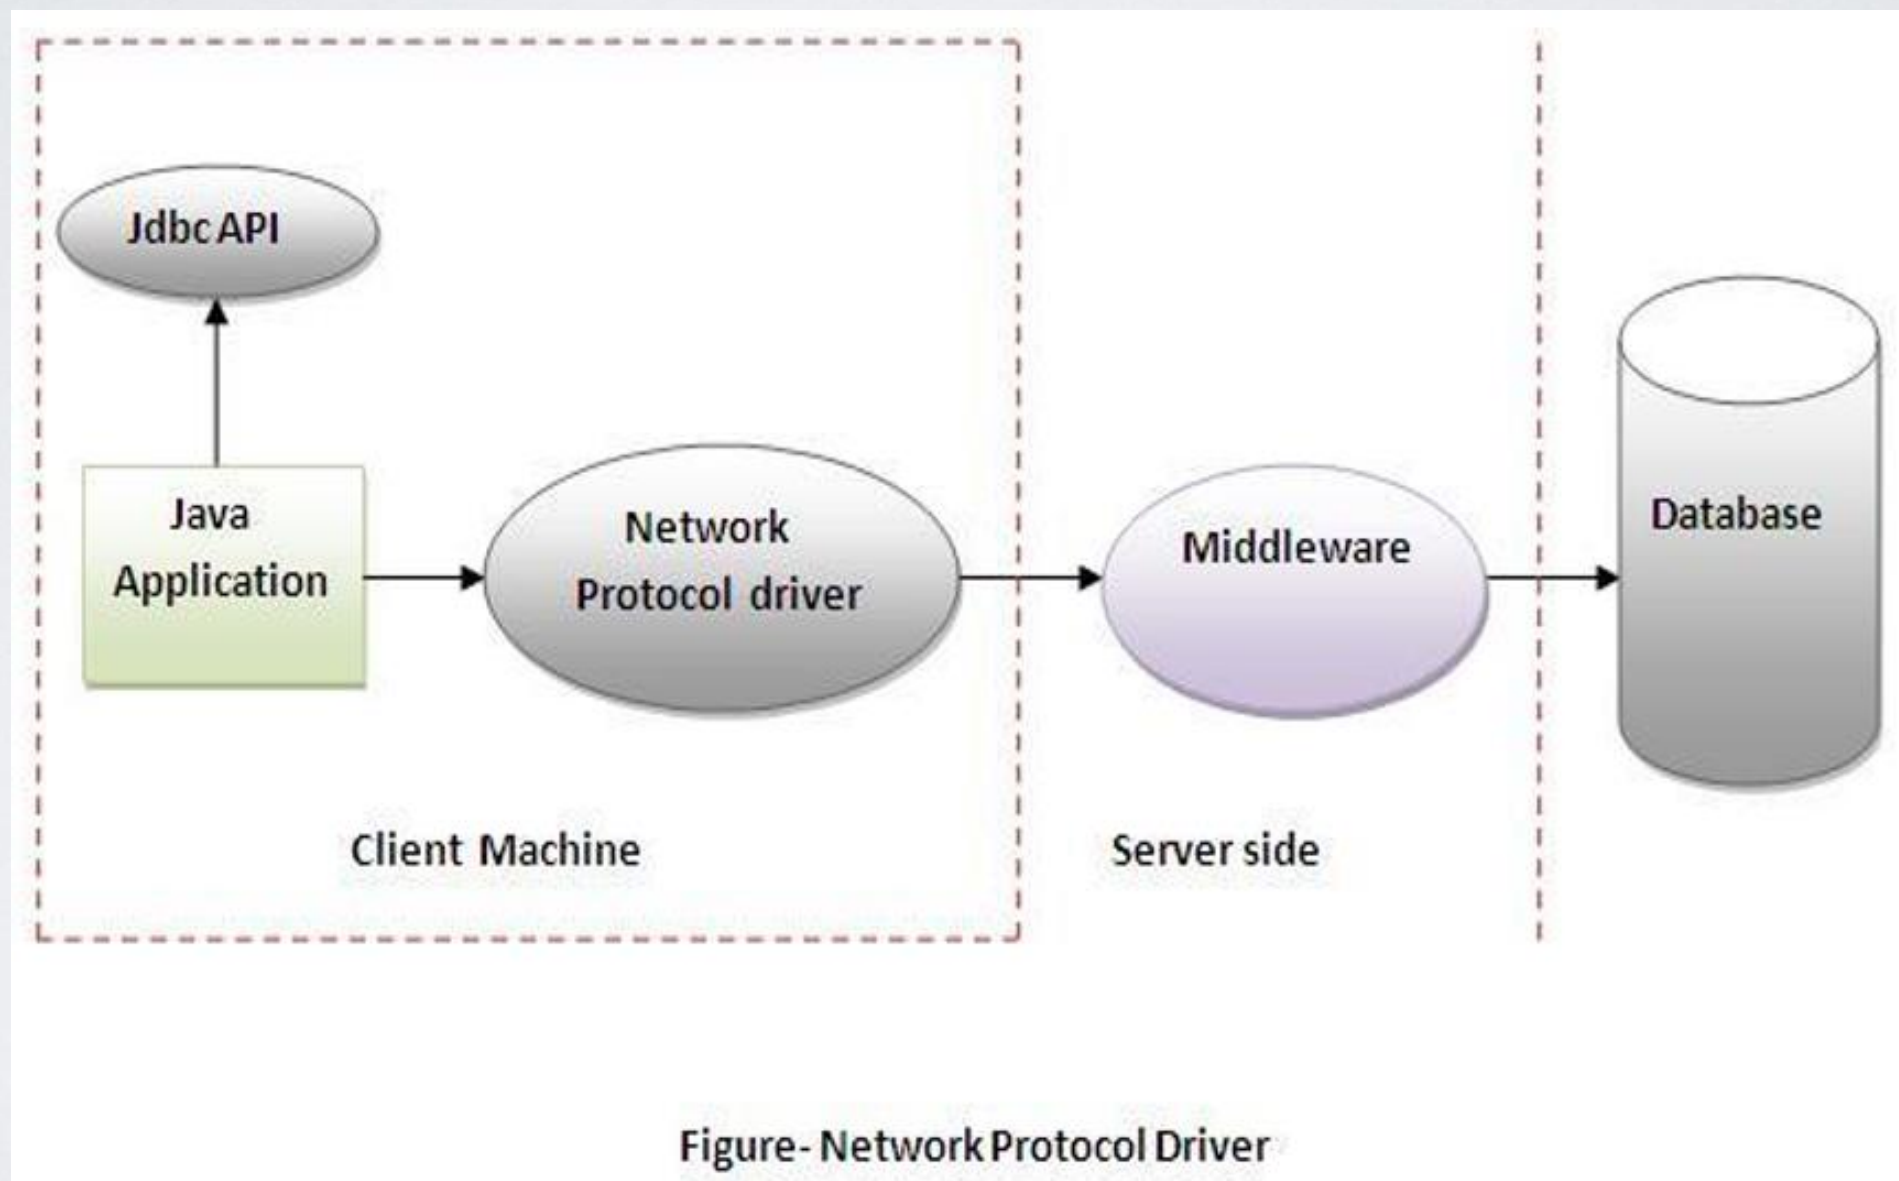 Jdbc API
Java
Application
Network
Protocol driver
Middleware
Database
Client Machine
Server side
Figure- Network Protocol Driver